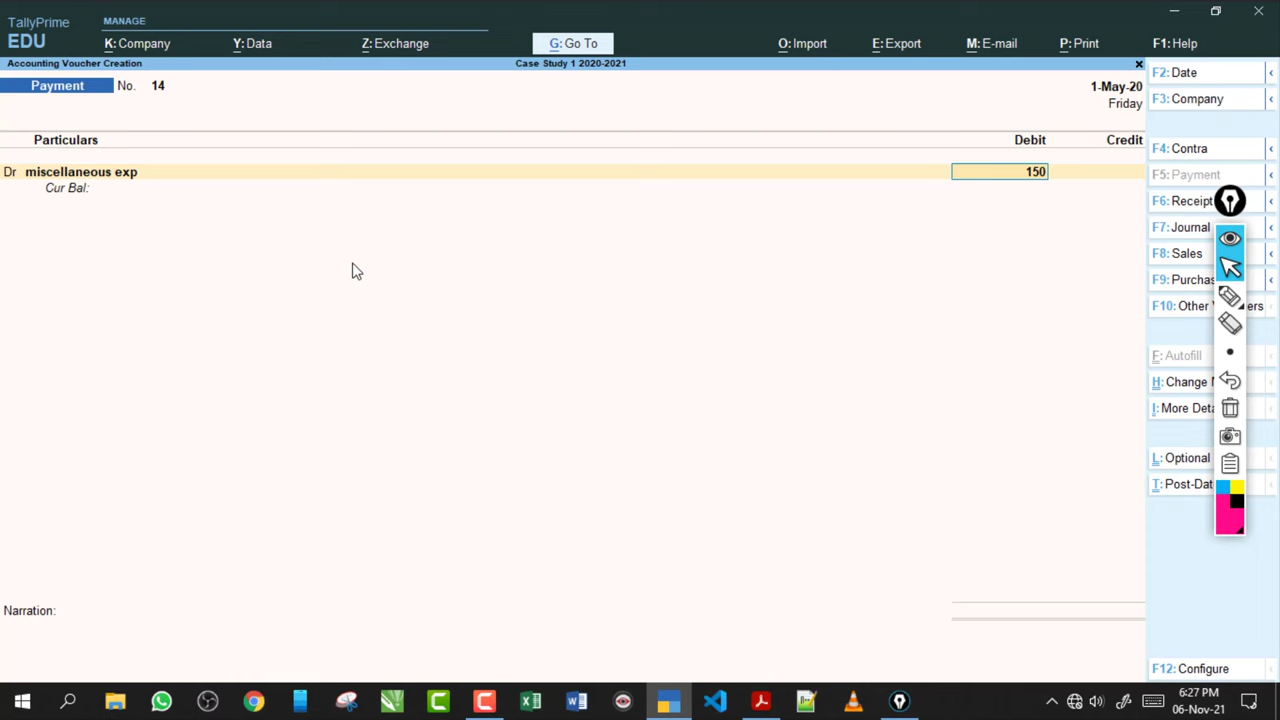 TallyPrime
EDU
MANAGE
K: Company
Y: Data
Z: Exchange
G: Go To
O: Import
E: Export
M: E-mail
P: Print
F1: Help
Accounting Voucher Creation
Case Study 1 2020-2021
Payment No. 14
1-May-20
Friday
Particulars Debit Credit
Dr miscellaneous exp 150
Cur Bal:
Narration:
F2: Date
F3: Company
F4: Contra
F5: Payment
F6: Receipt
F7: Journal
F8: Sales
F9: Purchas
F10: Other
F: Autofill
H: Change
I: More Deta
L: Optional
T: Post-Dat
F12: Configure
6:27 PM
06-Nov-21